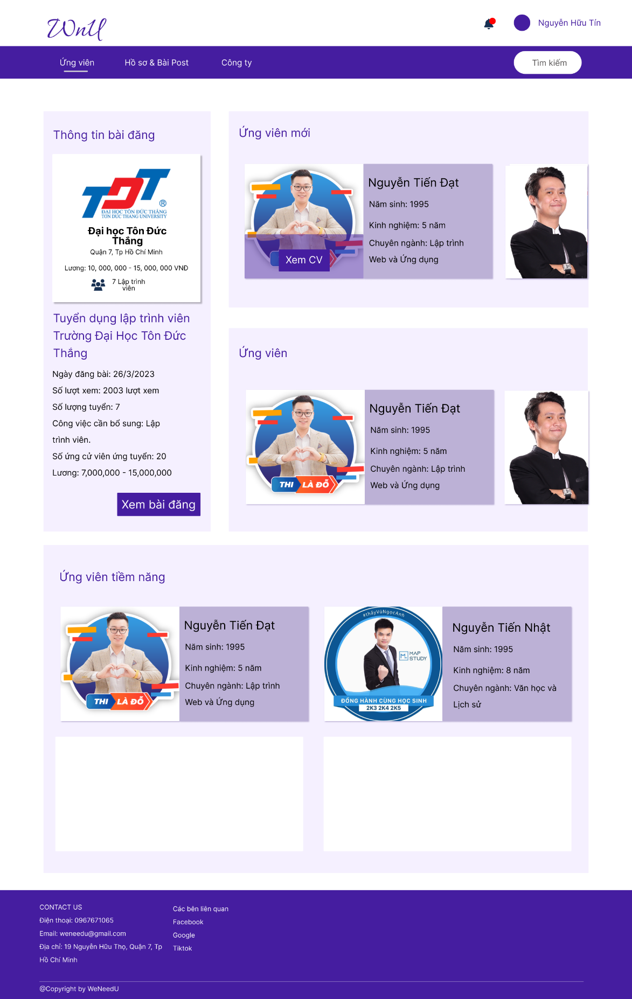 WnU
Nguyễn Hữu Tín
Ứng viên
Hồ sơ & Bài Post
Công ty
Tìm kiếm
Thông tin bài đăng
TDT
®
ĐẠI HỌC TÔN ĐỨC THẮNG
TON DUC THANG UNIVERSITY
Đại học Tôn Đức
Thắng
Quận 7, Tp Hồ Chí Minh
Lương: 10, 000, 000 - 15, 000, 000 VNĐ
7 Lập trình
viên
Tuyển dụng lập trình viên
Trường Đại Học Tôn Đức
Thắng
Ngày đăng bài: 26/3/2023
Số lượt xem: 2003 lượt xem
Số lượng tuyển: 7
Công việc cần bổ sung: Lập
trình viên.
Số ứng cử viên ứng tuyển: 20
Lương: 7,000,000 - 15,000,000
Xem bài đăng
Ứng viên mới
Xem CV
Nguyễn Tiến Đạt
Năm sinh: 1995
Kinh nghiệm: 5 năm
Chuyên ngành: Lập trình
Web và Ứng dụng
Ứng viên
THI LÀ ĐỖ
Nguyễn Tiến Đạt
Năm sinh: 1995
Kinh nghiệm: 5 năm
Chuyên ngành: Lập trình
Web và Ứng dụng
Ứng viên tiềm năng
THI LÀ ĐỖ
Nguyễn Tiến Đạt
Năm sinh: 1995
Kinh nghiệm: 5 năm
Chuyên ngành: Lập trình
Web và Ứng dụng
#thầyVũNgọcAnh
MAP
STUDY
ĐỒNG HÀNH CÙNG HỌC SINH
2K3 2K4 2K5
Nguyễn Tiến Nhật
Năm sinh: 1995
Kinh nghiệm: 8 năm
Chuyên ngành: Văn học và
Lịch sử
CONTACT US
Điện thoại: 0967671065
Email: weneedu@gmail.com
Địa chỉ: 19 Nguyễn Hữu Thọ, Quận 7, Tp
Hồ Chí Minh
Các bên liên quan
Facebook
Google
Tiktok
@Copyright by WeNeedU